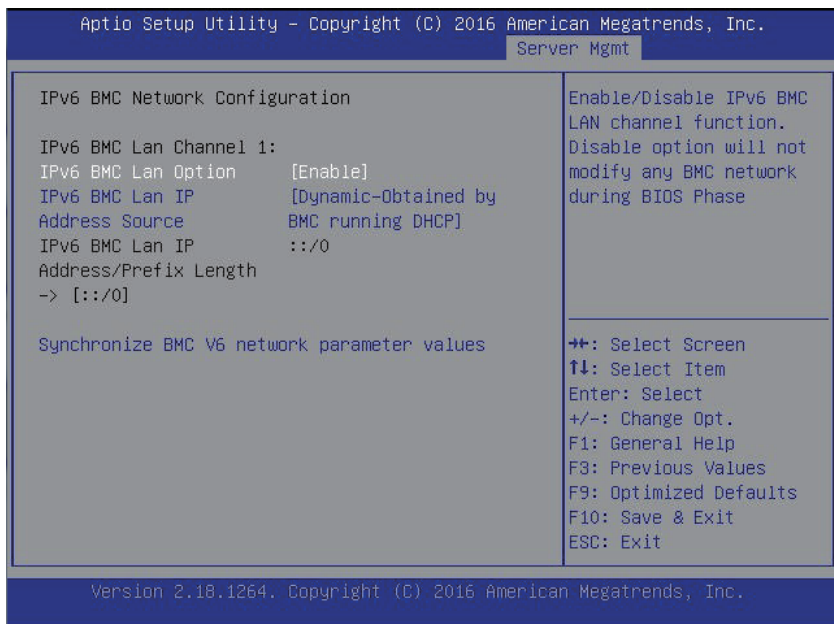 Aptio Setup Utility – Copyright (C) 2016 American Megatrends, Inc.
Server Mgmt
IPv6 BMC Network Configuration
IPv6 BMC Lan Channel 1:
IPv6 BMC Lan Option [Enable]
IPv6 BMC Lan IP [Dynamic-Obtained by
Address Source BMC running DHCP]
IPv6 BMC Lan IP ::/0
Address/Prefix Length
-> [::/0]
Synchronize BMC V6 network parameter values
Enable/Disable IPv6 BMC
LAN channel function.
Disable option will not
modify any BMC network
during BIOS Phase
→←: Select Screen
↑↓: Select Item
Enter: Select
+/-: Change Opt.
F1: General Help
F3: Previous Values
F9: Optimized Defaults
F10: Save & Exit
ESC: Exit
Version 2.18.1264. Copyright (C) 2016 American Megatrends, Inc.